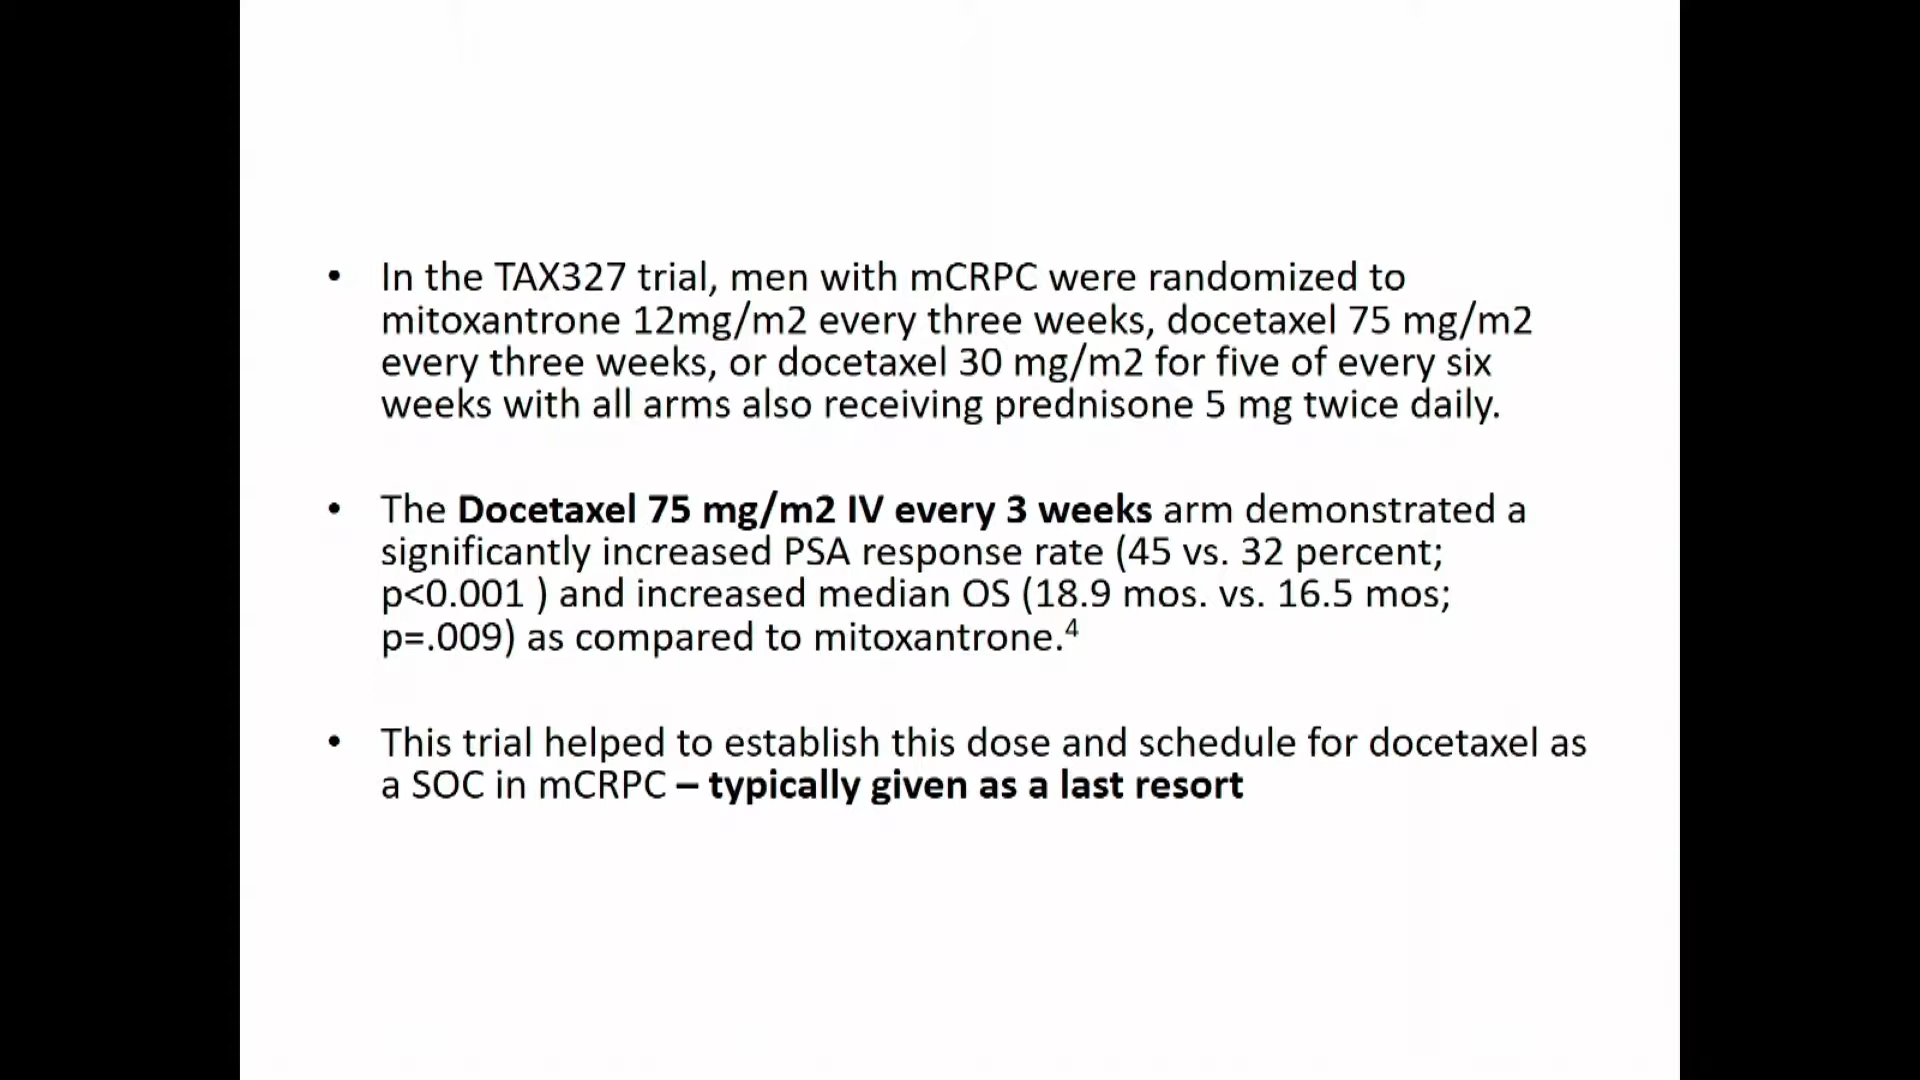 • In the TAX327 trial, men with mCRPC were randomized to
mitoxantrone 12mg/m2 every three weeks, docetaxel 75 mg/m2
every three weeks, or docetaxel 30 mg/m2 for five of every six
weeks with all arms also receiving prednisone 5 mg twice daily.
• The Docetaxel 75 mg/m2 IV every 3 weeks arm demonstrated a
significantly increased PSA response rate (45 vs. 32 percent;
p<0.001 ) and increased median OS (18.9 mos. vs. 16.5 mos;
p=.009) as compared to mitoxantrone.⁴
• This trial helped to establish this dose and schedule for docetaxel as
a SOC in mCRPC – typically given as a last resort